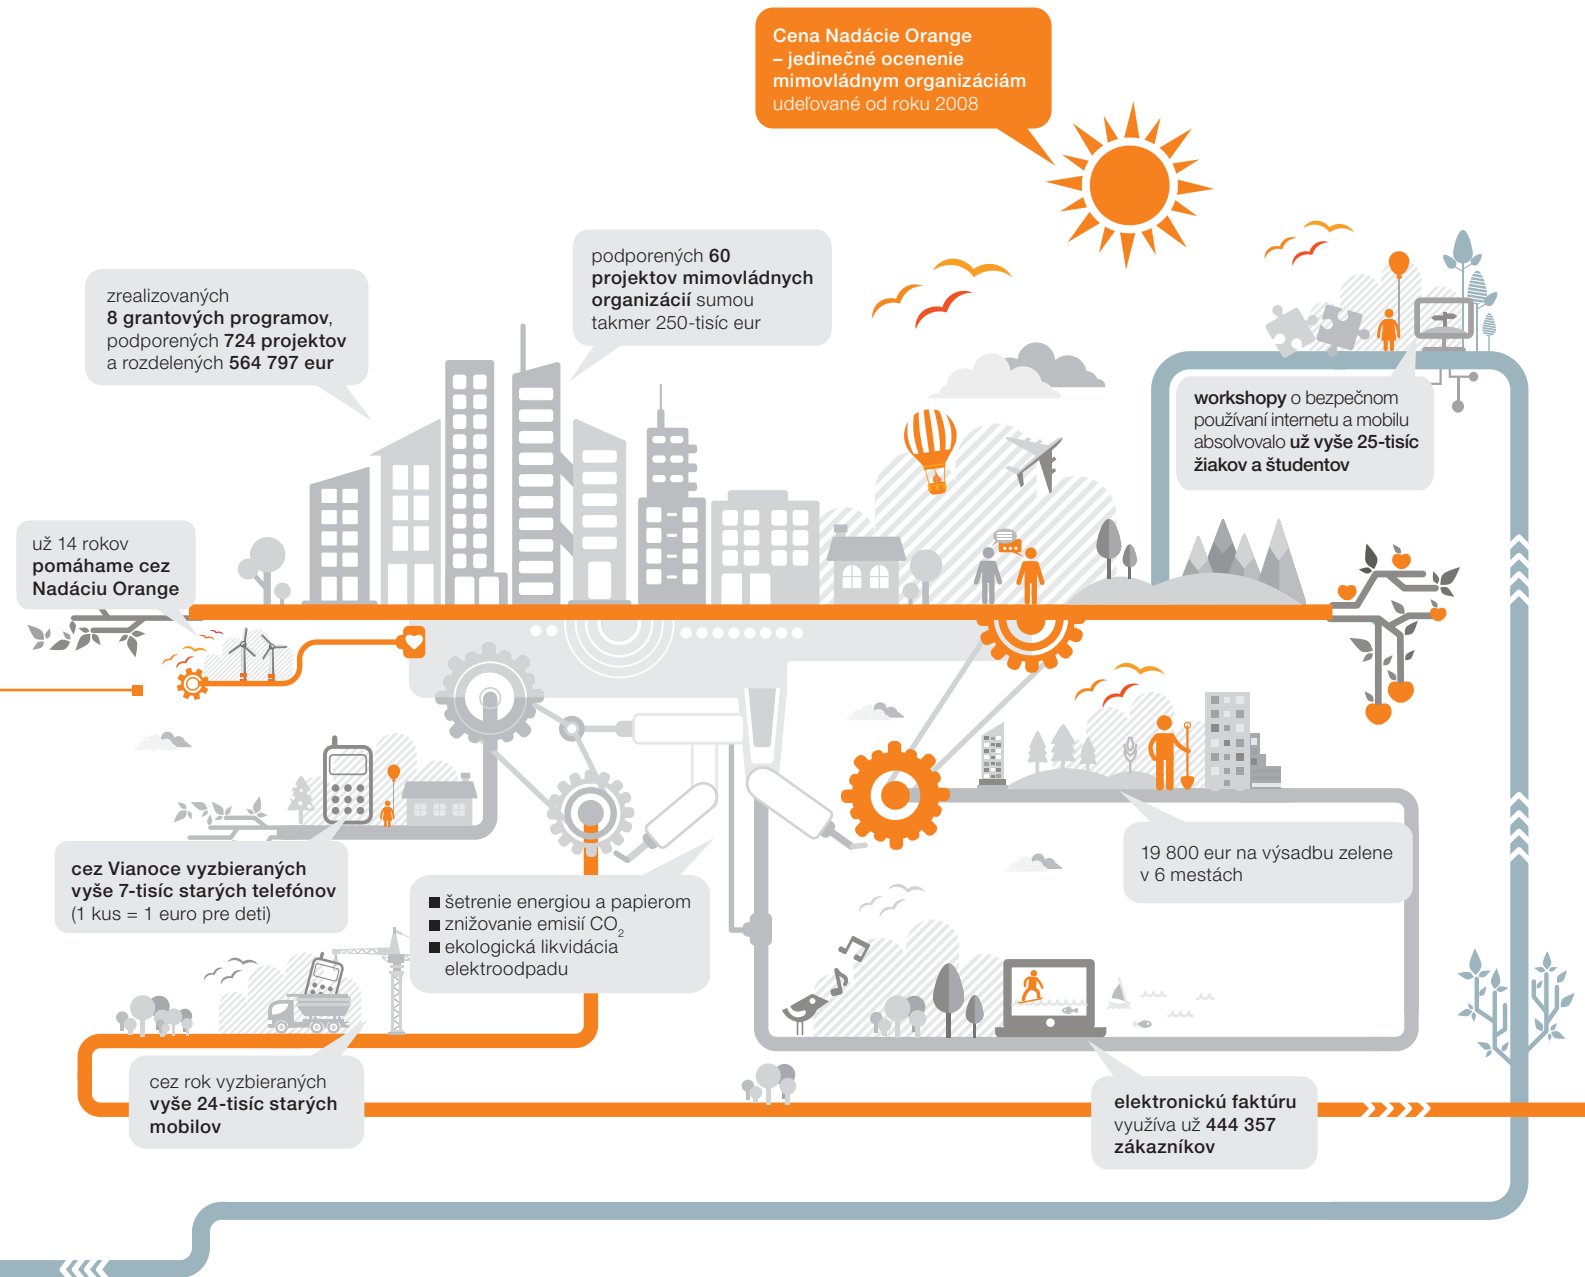 Cena Nadácie Orange
– jedinečné ocenenie
mimovládnym organizáciám
udeľované od roku 2008
podporených 60
projektov mimovládnych
organizácií sumou
takmer 250-tisíc eur
zrealizovaných
8 grantových programov,
podporených 724 projektov
a rozdelených 564 797 eur
workshopy o bezpečnom
používaní internetu a mobilu
absolvovalo už vyše 25-tisíc
žiakov a študentov
už 14 rokov
pomáhame cez
Nadáciu Orange
cez Vianoce vyzbieraných
vyše 7-tisíc starých telefónov
(1 kus = 1 euro pre deti)
■ šetrenie energiou a papierom
■ znižovanie emisií CO₂
■ ekologická likvidácia
elektroodpadu
19 800 eur na výsadbu zelene
v 6 mestách
cez rok vyzbieraných
vyše 24-tisíc starých
mobilov
elektronickú faktúru
využíva už 444 357
zákazníkov